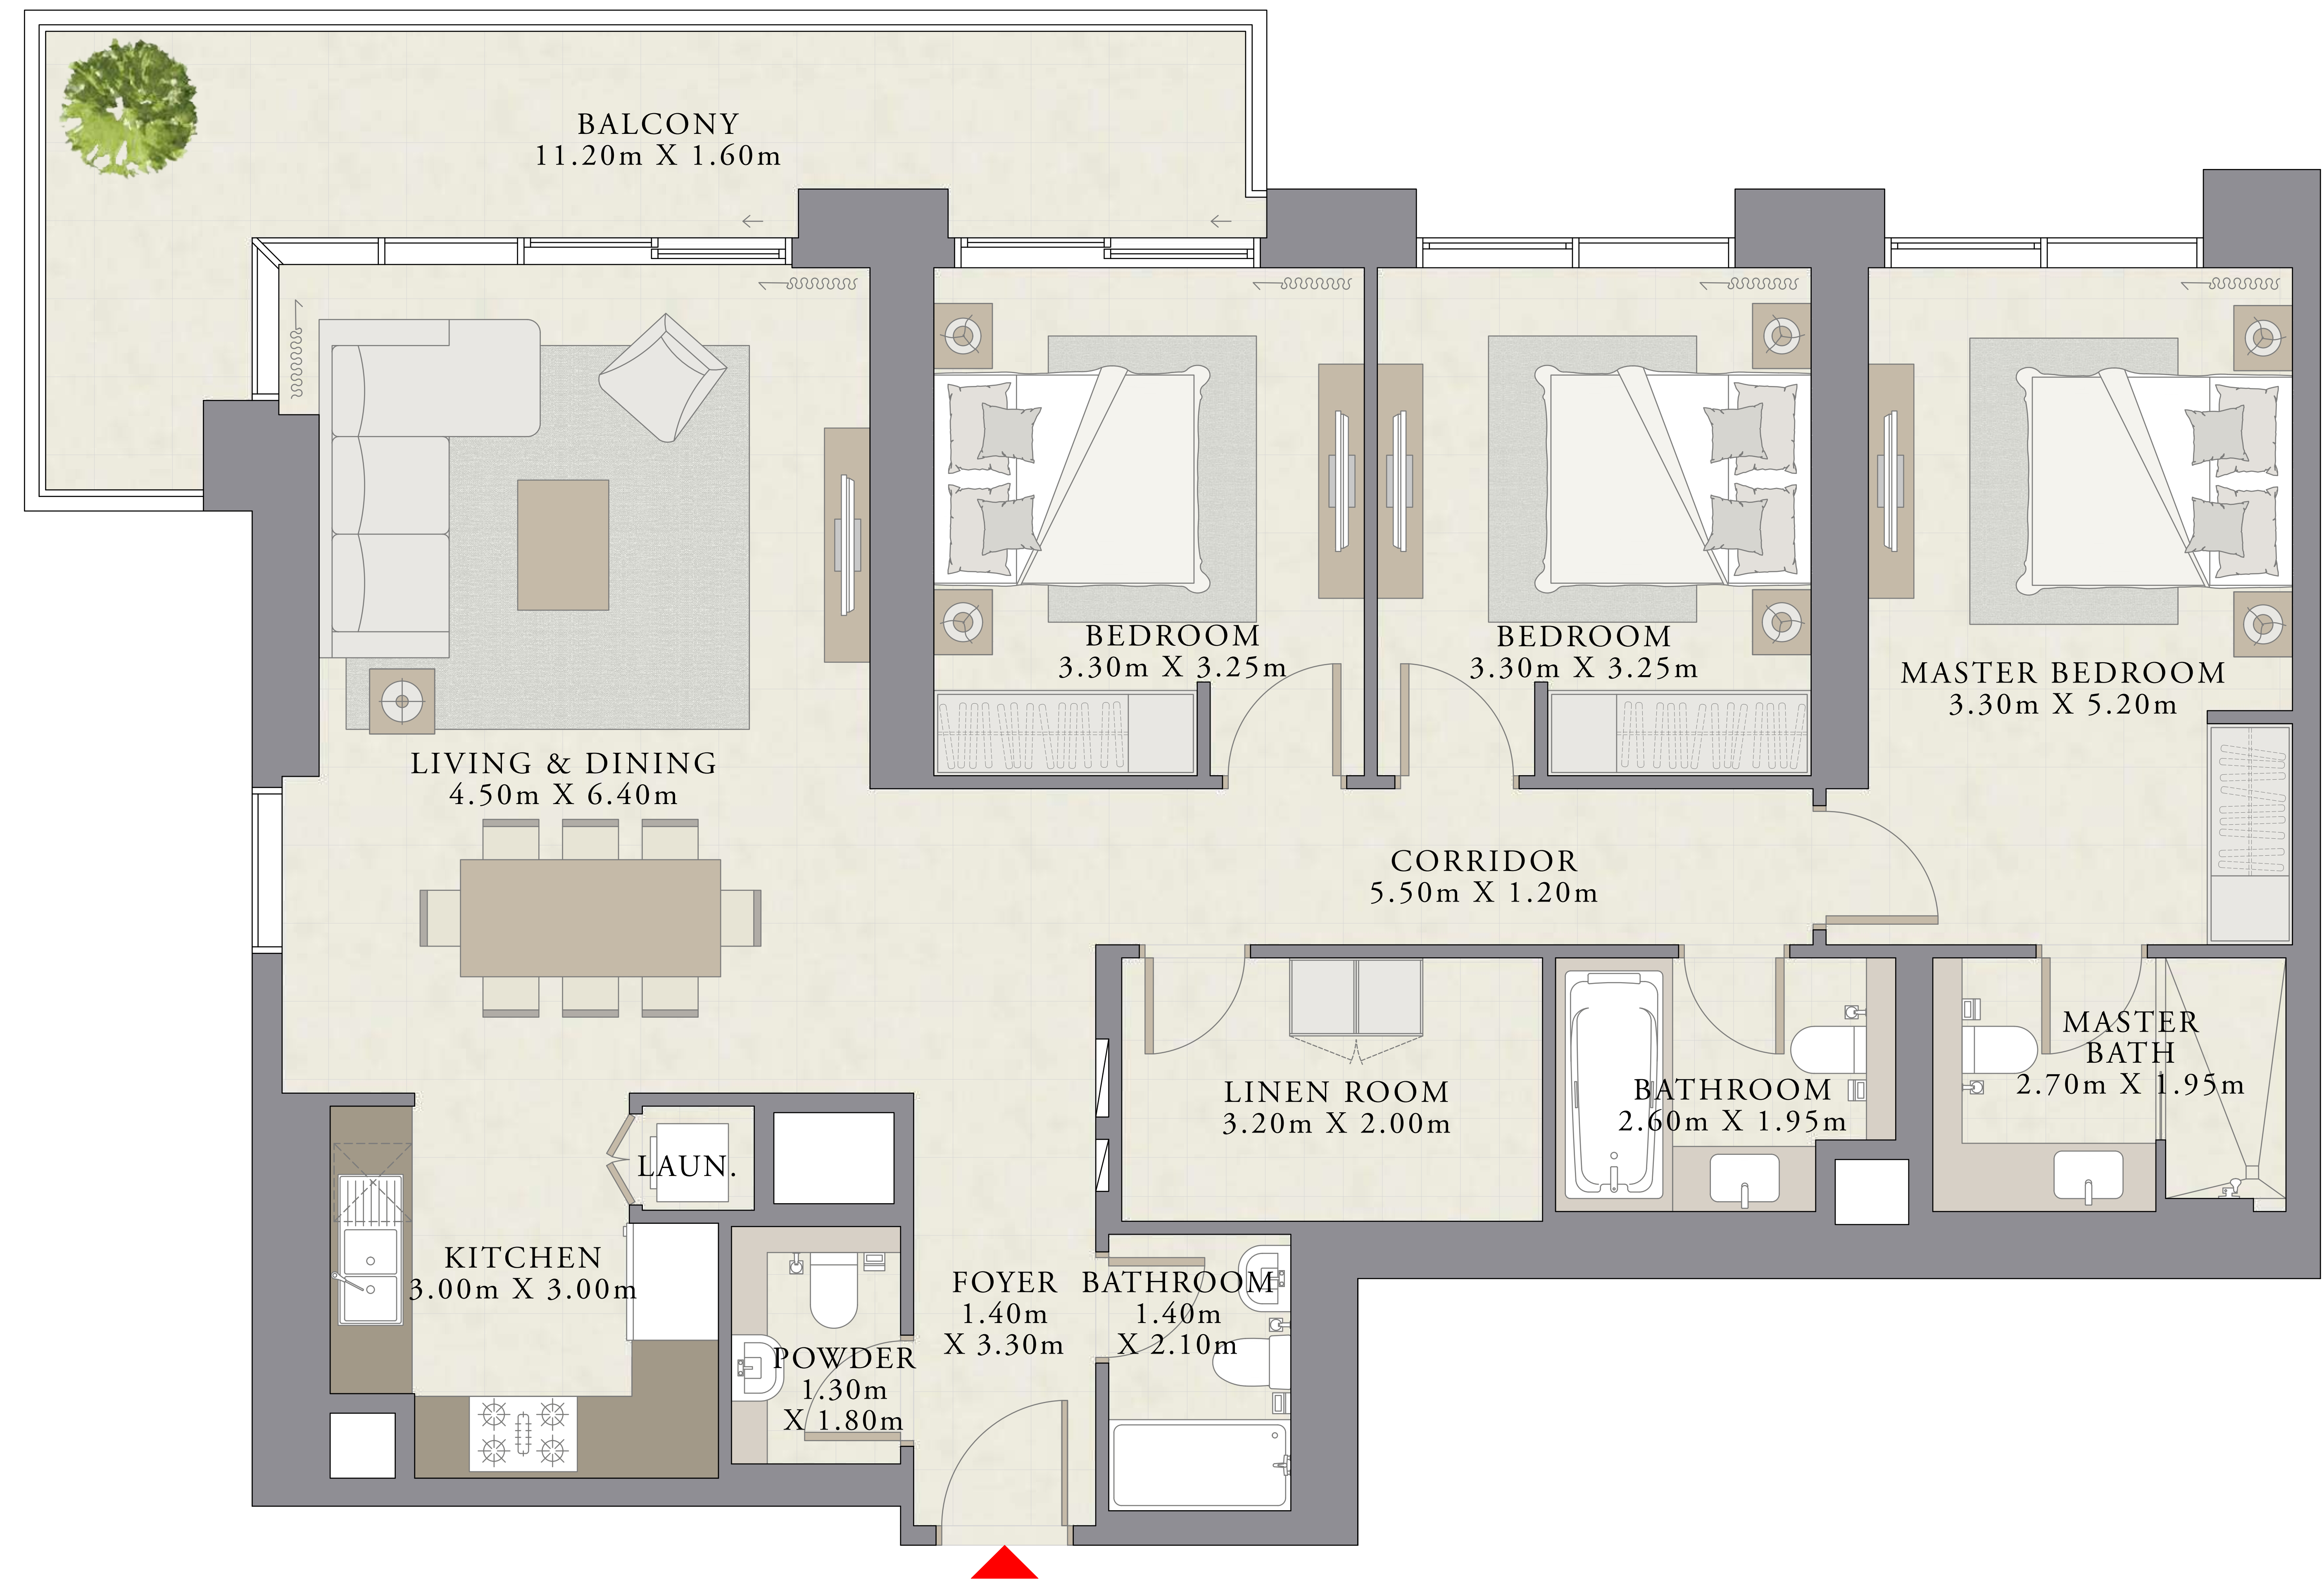 BALCONY
11.20m X 1.60m
BEDROOM
3.30m X 3.25m
BEDROOM
3.30m X 3.25m
MASTER BEDROOM
3.30m X 5.20m
LIVING & DINING
4.50m X 6.40m
CORRIDOR
5.50m X 1.20m
MASTER
BATH
2.70m X 1.95m
LINEN ROOM
3.20m X 2.00m
BATHROOM
2.60m X 1.95m
LAUN.
KITCHEN
3.00m X 3.00m
FOYER
1.40m
X 3.30m
BATHROOM
1.40m
X 2.10m
POWDER
1.30m
X 1.80m